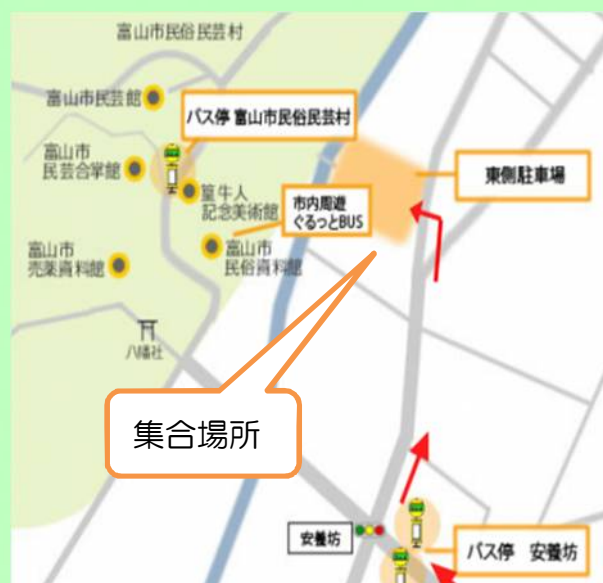 富山市民俗民芸村
富山市民芸館
バス停 富山市民俗民芸村
富山市
民芸合掌館
東側駐車場
篁牛人
記念美術館
市内周遊
ぐるっとBUS
富山市
売薬資料館
富山市
民俗資料館
八幡社
集合場所
安養坊
バス停 安養坊